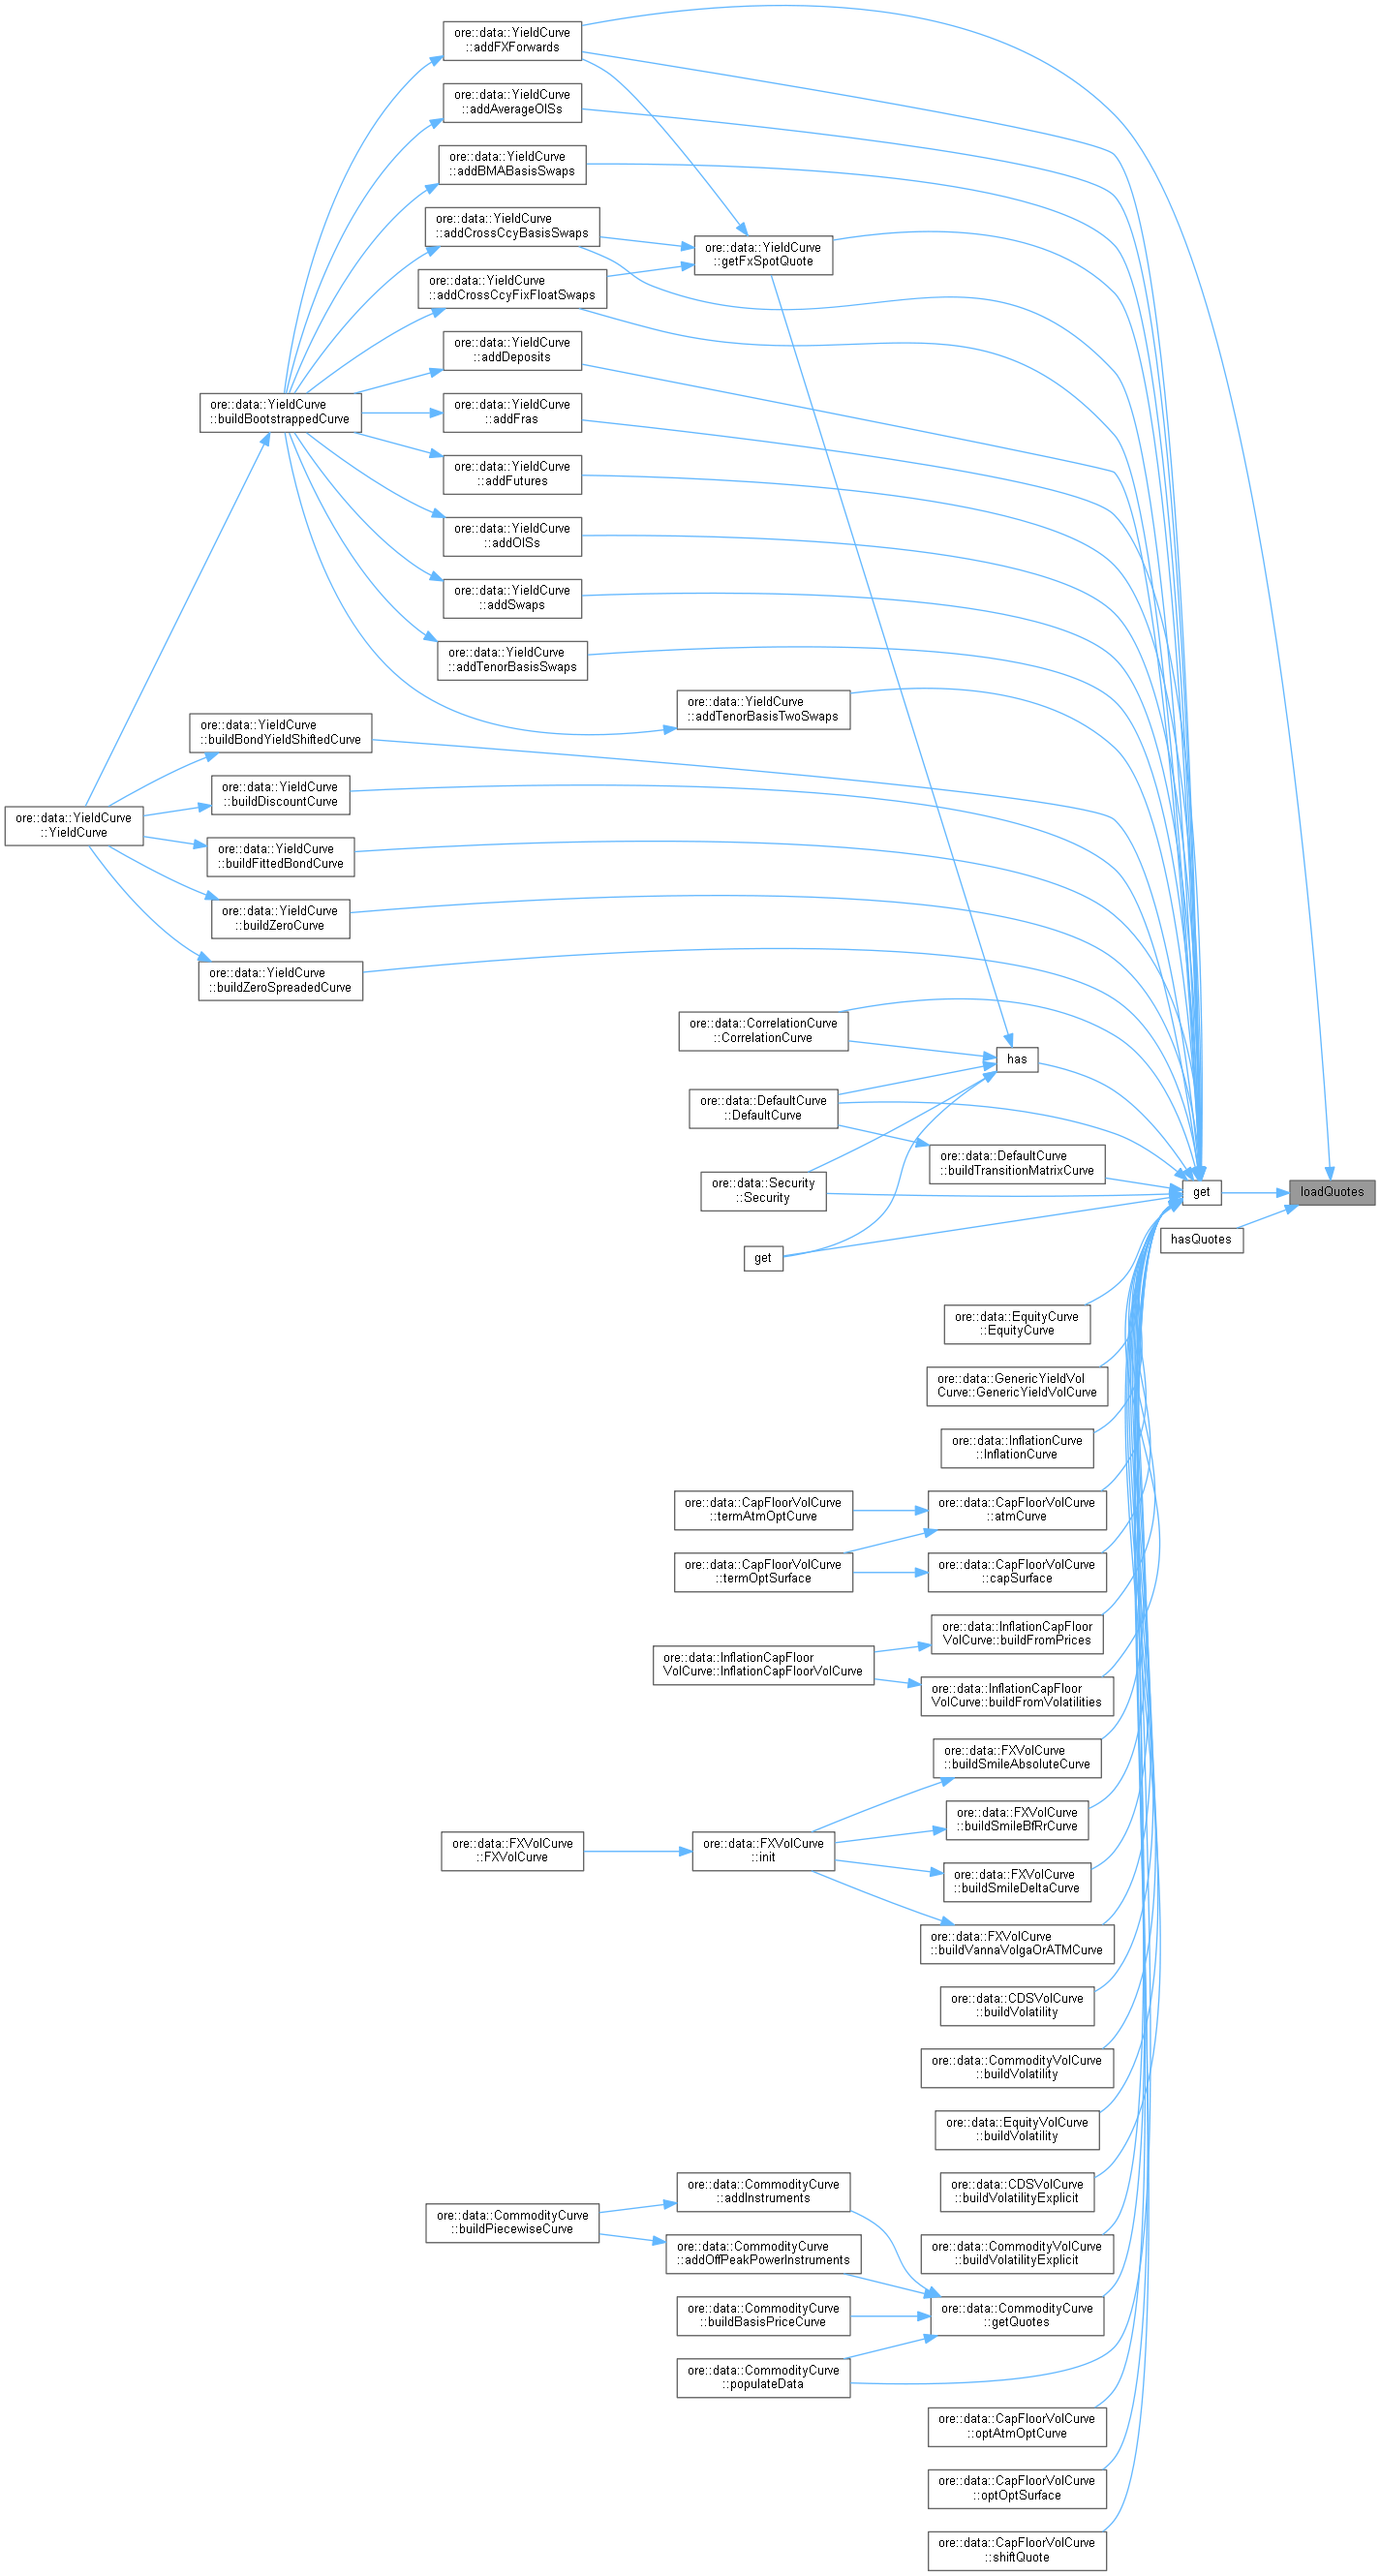 ore::data::YieldCurve
::addFXForwards
ore::data::YieldCurve
::addAverageOISs
ore::data::YieldCurve
::addBMABasisSwaps
ore::data::YieldCurve
::addCrossCcyBasisSwaps
ore::data::YieldCurve
::getFxSpotQuote
ore::data::YieldCurve
::addCrossCcyFixFloatSwaps
ore::data::YieldCurve
::addDeposits
ore::data::YieldCurve
::buildBootstrappedCurve
ore::data::YieldCurve
::addFras
ore::data::YieldCurve
::addFutures
ore::data::YieldCurve
::addOISs
ore::data::YieldCurve
::addSwaps
ore::data::YieldCurve
::addTenorBasisSwaps
ore::data::YieldCurve
::addTenorBasisTwoSwaps
ore::data::YieldCurve
::buildBondYieldShiftedCurve
ore::data::YieldCurve
::buildDiscountCurve
ore::data::YieldCurve
::YieldCurve
ore::data::YieldCurve
::buildFittedBondCurve
ore::data::YieldCurve
::buildZeroCurve
ore::data::YieldCurve
::buildZeroSpreadedCurve
ore::data::CorrelationCurve
::CorrelationCurve
has
ore::data::DefaultCurve
::DefaultCurve
ore::data::DefaultCurve
::buildTransitionMatrixCurve
ore::data::Security
::Security
get
loadQuotes
hasQuotes
get
ore::data::EquityCurve
::EquityCurve
ore::data::GenericYieldVol
Curve::GenericYieldVolCurve
ore::data::InflationCurve
::InflationCurve
ore::data::CapFloorVolCurve
::termAtmOptCurve
ore::data::CapFloorVolCurve
::atmCurve
ore::data::CapFloorVolCurve
::termOptSurface
ore::data::CapFloorVolCurve
::capSurface
ore::data::InflationCapFloor
VolCurve::buildFromPrices
ore::data::InflationCapFloor
VolCurve::InflationCapFloorVolCurve
ore::data::InflationCapFloor
VolCurve::buildFromVolatilities
ore::data::FXVolCurve
::buildSmileAbsoluteCurve
ore::data::FXVolCurve
::buildSmileBfRrCurve
ore::data::FXVolCurve
::FXVolCurve
ore::data::FXVolCurve
::init
ore::data::FXVolCurve
::buildSmileDeltaCurve
ore::data::FXVolCurve
::buildVannaVolgaOrATMCurve
ore::data::CDSVolCurve
::buildVolatility
ore::data::CommodityVolCurve
::buildVolatility
ore::data::EquityVolCurve
::buildVolatility
ore::data::CDSVolCurve
::buildVolatilityExplicit
ore::data::CommodityCurve
::addInstruments
ore::data::CommodityCurve
::buildPiecewiseCurve
ore::data::CommodityCurve
::addOffPeakPowerInstruments
ore::data::CommodityVolCurve
::buildVolatilityExplicit
ore::data::CommodityCurve
::buildBasisPriceCurve
ore::data::CommodityCurve
::getQuotes
ore::data::CommodityCurve
::populateData
ore::data::CapFloorVolCurve
::optAtmOptCurve
ore::data::CapFloorVolCurve
::optOptSurface
ore::data::CapFloorVolCurve
::shiftQuote